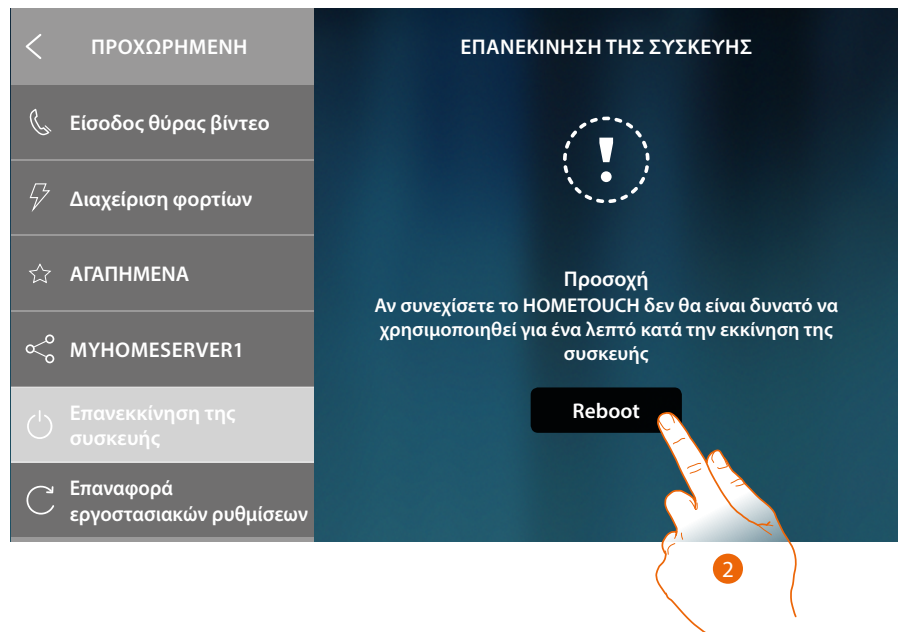 ΠΡΟΧΩΡΗΜΕΝΗ
Είσοδος θύρας βίντεο
Διαχείριση φορτίων
ΑΓΑΠΗΜΕΝΑ
MYHOMESERVER1
Επανεκκίνηση της
συσκευής
Επαναφορά
εργοστασιακών ρυθμίσεων
ΕΠΑΝΕΚΙΝΗΣΗ ΤΗΣ ΣΥΣΚΕΥΗΣ
Προσοχή
Αν συνεχίσετε το HOMETOUCH δεν θα είναι δυνατό να
χρησιμοποιηθεί για ένα λεπτό κατά την εκκίνηση της
συσκευής
Reboot
2